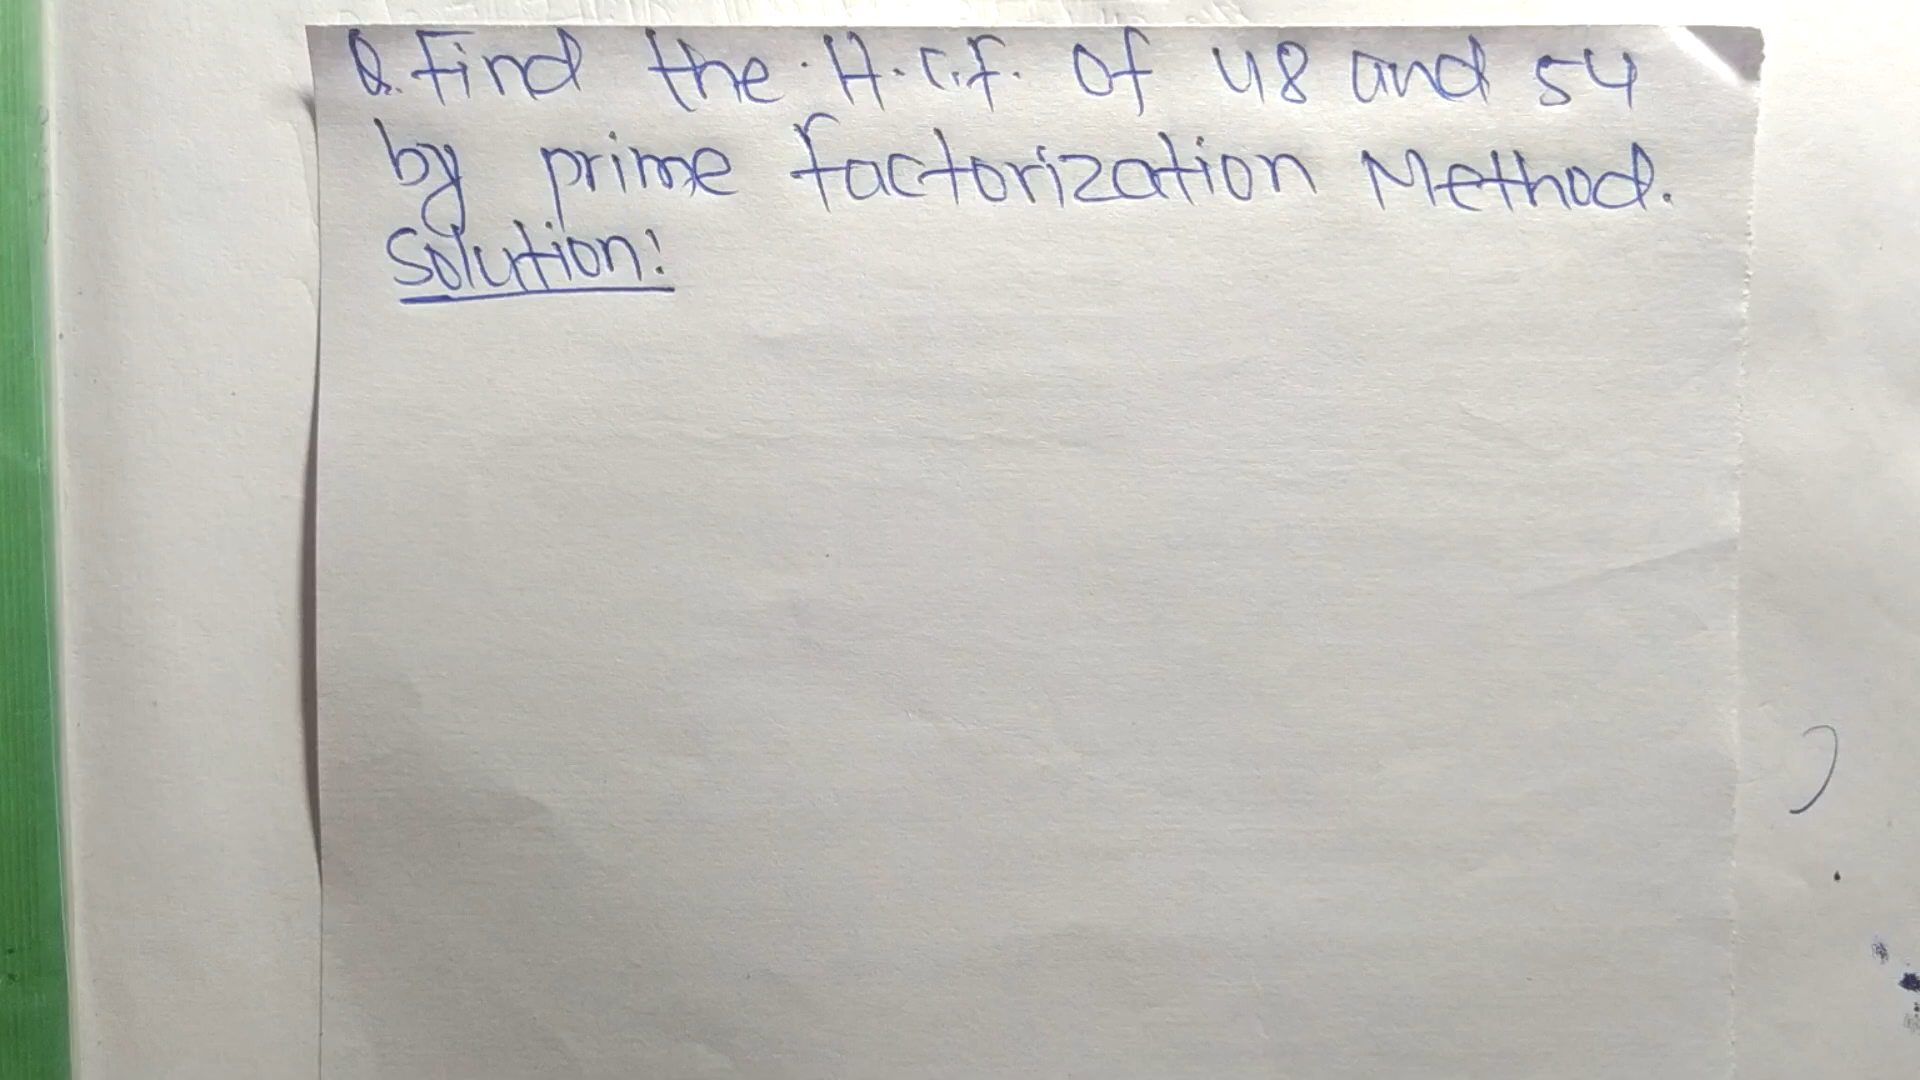 Q. Find the H.C.F. of 48 and 54
by prime factorization Method.
Solution: